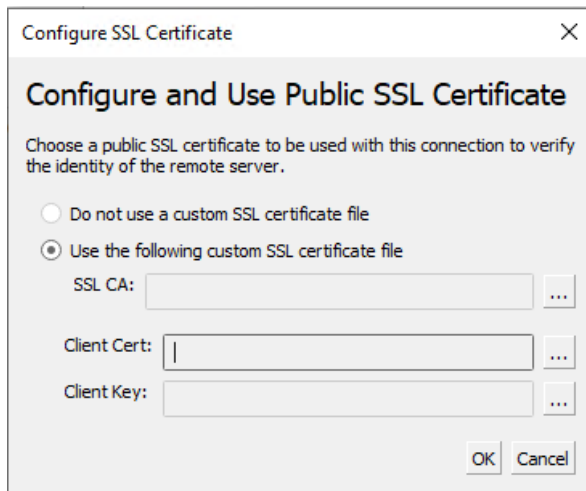 Configure SSL Certificate
Configure and Use Public SSL Certificate
Choose a public SSL certificate to be used with this connection to verify
the identity of the remote server.
Do not use a custom SSL certificate file
Use the following custom SSL certificate file
SSL CA:
...
Client Cert:
...
Client Key:
...
OK Cancel